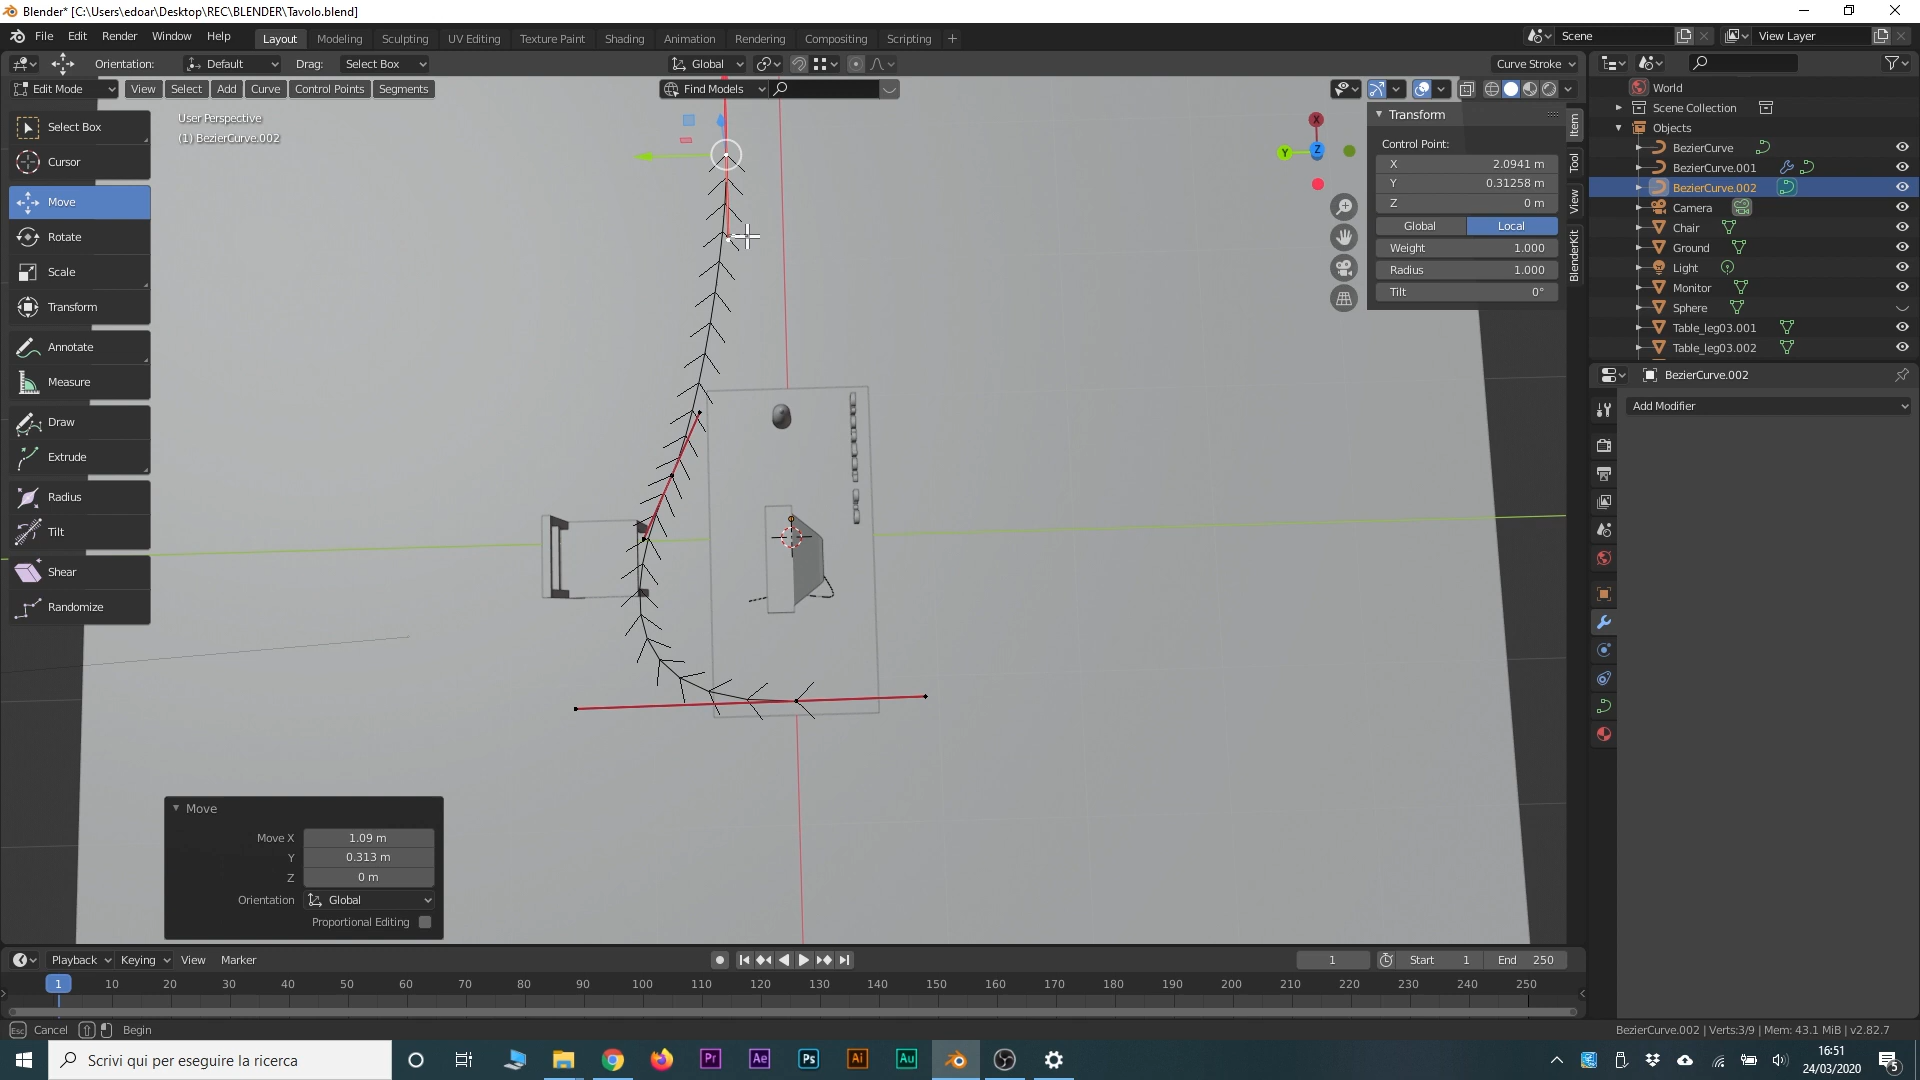 Blender* [C:\Users\edoar\Desktop\REC\BLENDER\Tavolo.blend]
File Edit Render Window Help Layout Modeling Sculpting UV Editing Texture Paint Shading Animation Rendering Compositing Scripting + Scene View Layer
Orientation: Default Drag: Select Box Global Curve Stroke
Edit Mode View Select Add Curve Control Points Segments Find Models
User Perspective
(1) BezierCurve.002
Select Box
Cursor
Move
Rotate
Scale
Transform
Annotate
Measure
Draw
Extrude
Radius
Tilt
Shear
Randomize
X
Y
Z
Transform
Control Point:
X 2.0941 m
Y 0.31258 m
Z 0 m
Global Local
Weight 1.000
Radius 1.000
Tilt 0°
Item
Tool
View
BlenderKit
World
Scene Collection
Objects
BezierCurve
BezierCurve.001
BezierCurve.002
Camera
Chair
Ground
Light
Monitor
Sphere
Table_leg03.001
Table_leg03.002
BezierCurve.002
Add Modifier
Move
Move X 1.09 m
Y 0.313 m
Z 0 m
Orientation Global
Proportional Editing
Playback Keying View Marker 1 Start 1 End 250
1 10 20 30 40 50 60 70 80 90 100 110 120 130 140 150 160 170 180 190 200 210 220 230 240 250
Esc Cancel Begin BezierCurve.002 | Verts:3/9 | Mem: 43.1 MiB | v2.82.7
Scrivi qui per eseguire la ricerca Pr Ae Ps Ai Au
16:51
24/03/2020
5